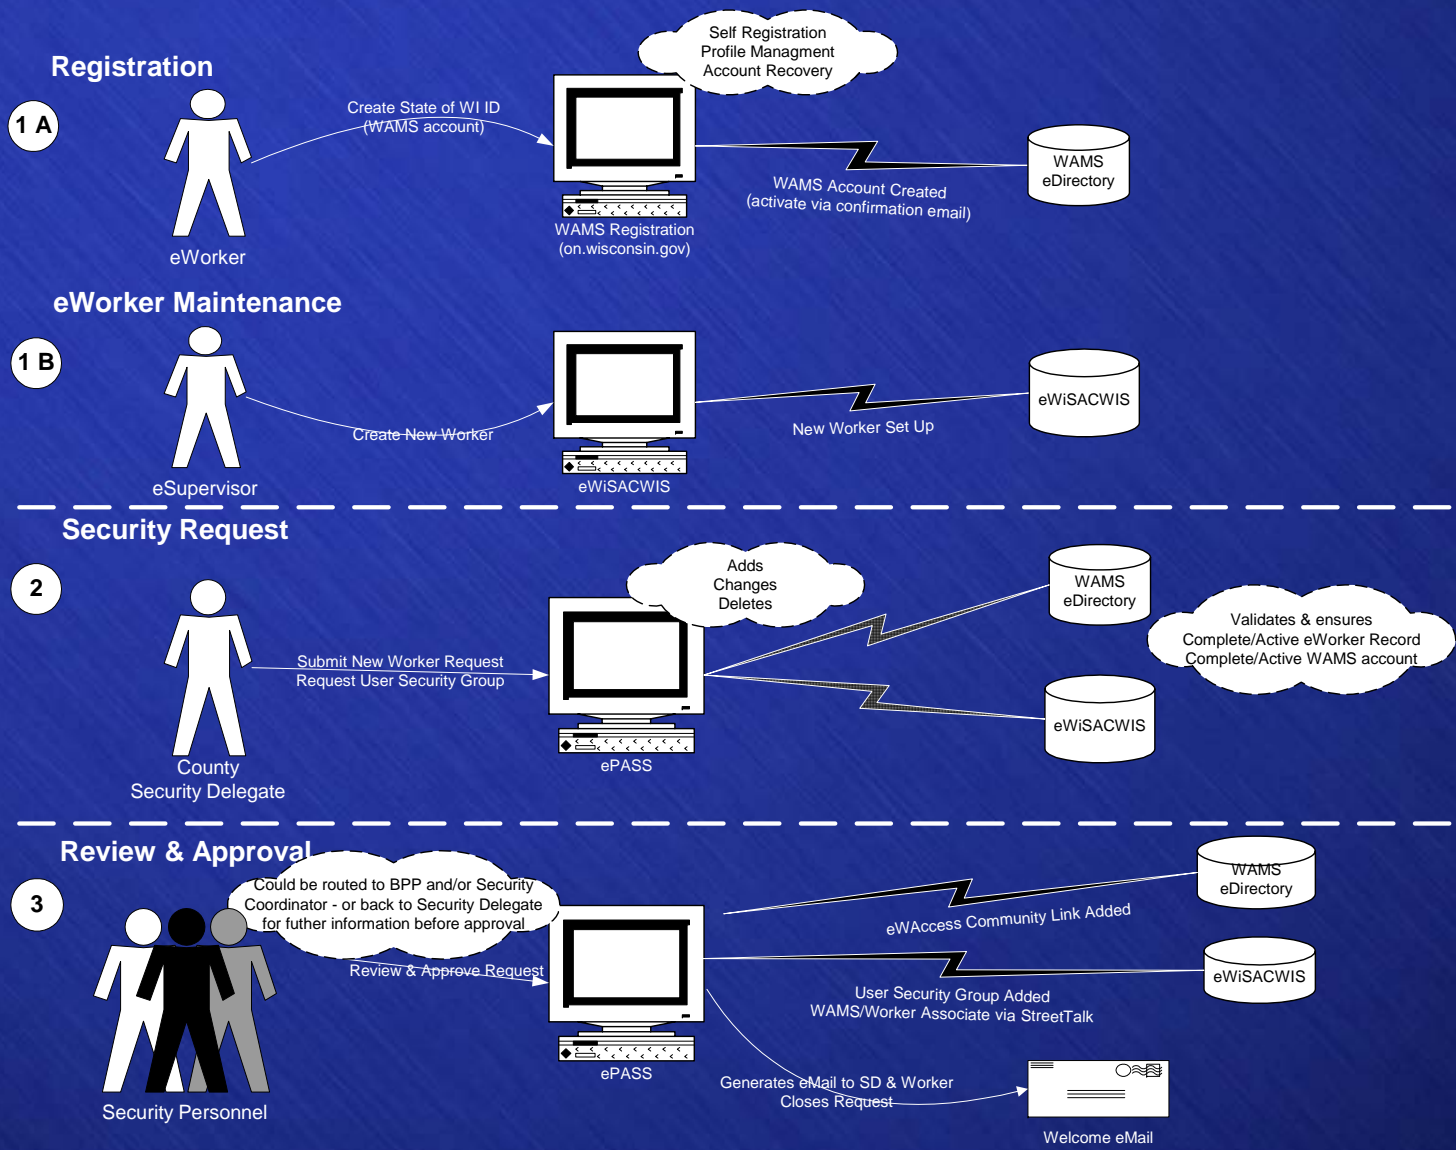 Registration
1 A
Self Registration
Profile Managment
Account Recovery
Create State of WI ID
(WAMS account)
eWorker
WAMS Registration
(on.wisconsin.gov)
WAMS Account Created
(activate via confirmation email)
WAMS
eDirectory
eWorker Maintenance
1 B
Create New Worker
eSupervisor
eWiSACWIS
New Worker Set Up
eWiSACWIS
Security Request
2
Submit New Worker Request
Request User Security Group
County
Security Delegate
Adds
Changes
Deletes
ePASS
WAMS
eDirectory
eWiSACWIS
Validates & ensures
Complete/Active eWorker Record
Complete/Active WAMS account
Review & Approval
3
Could be routed to BPP and/or Security
Coordinator - or back to Security Delegate
for futher information before approval
Review & Approve Request
Security Personnel
ePASS
eWAccess Community Link Added
WAMS
eDirectory
User Security Group Added
WAMS/Worker Associate via StreetTalk
eWiSACWIS
Generates eMail to SD & Worker
Closes Request
Welcome eMail